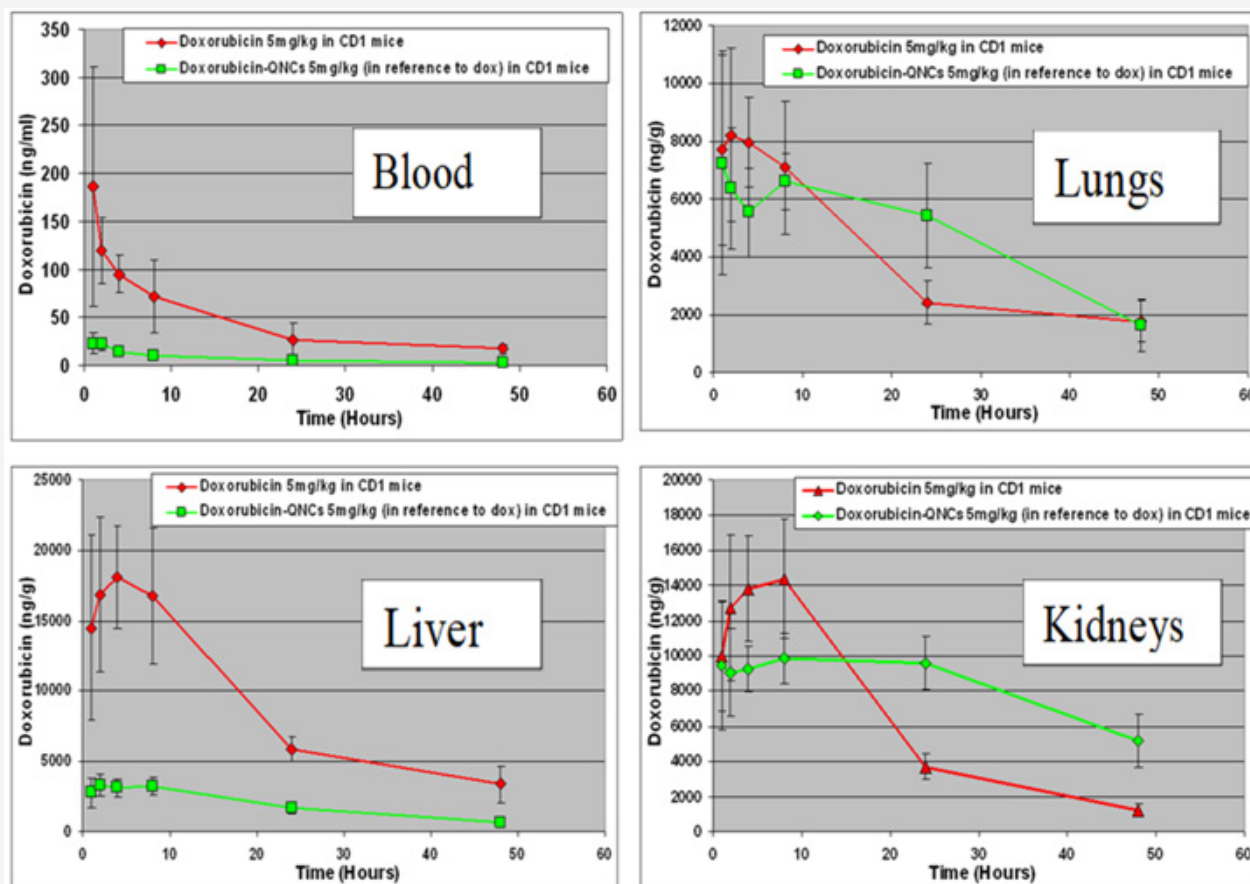 Doxorubicin 5mg/kg in CD1 mice
Doxorubicin-QNCs 5mg/kg (in reference to dox) in CD1 mice
Blood
Doxorubicin (ng/ml)
350
300
250
200
150
100
50
0
0 10 20 30 40 50 60
Time (Hours)
Doxorubicin 5mg/kg in CD1 mice
Doxorubicin-QNCs 5mg/kg (in reference to dox) in CD1 mice
Lungs
Doxorubicin (ng/g)
12000
10000
8000
6000
4000
2000
0
0 10 20 30 40 50 60
Time (Hours)
Doxorubicin 5mg/kg in CD1 mice
Doxorubicin-QNCs 5mg/kg (in reference to dox) in CD1 mice
Liver
Doxorubicin (ng/g)
25000
20000
15000
10000
5000
0
0 10 20 30 40 50 60
Time (Hours)
Doxorubicin 5mg/kg in CD1 mice
Doxorubicin-QNCs 5mg/kg (in reference to dox) in CD1 mice
Kidneys
Doxorubicin (ng/g)
20000
18000
16000
14000
12000
10000
8000
6000
4000
2000
0
0 10 20 30 40 50 60
Time (Hours)